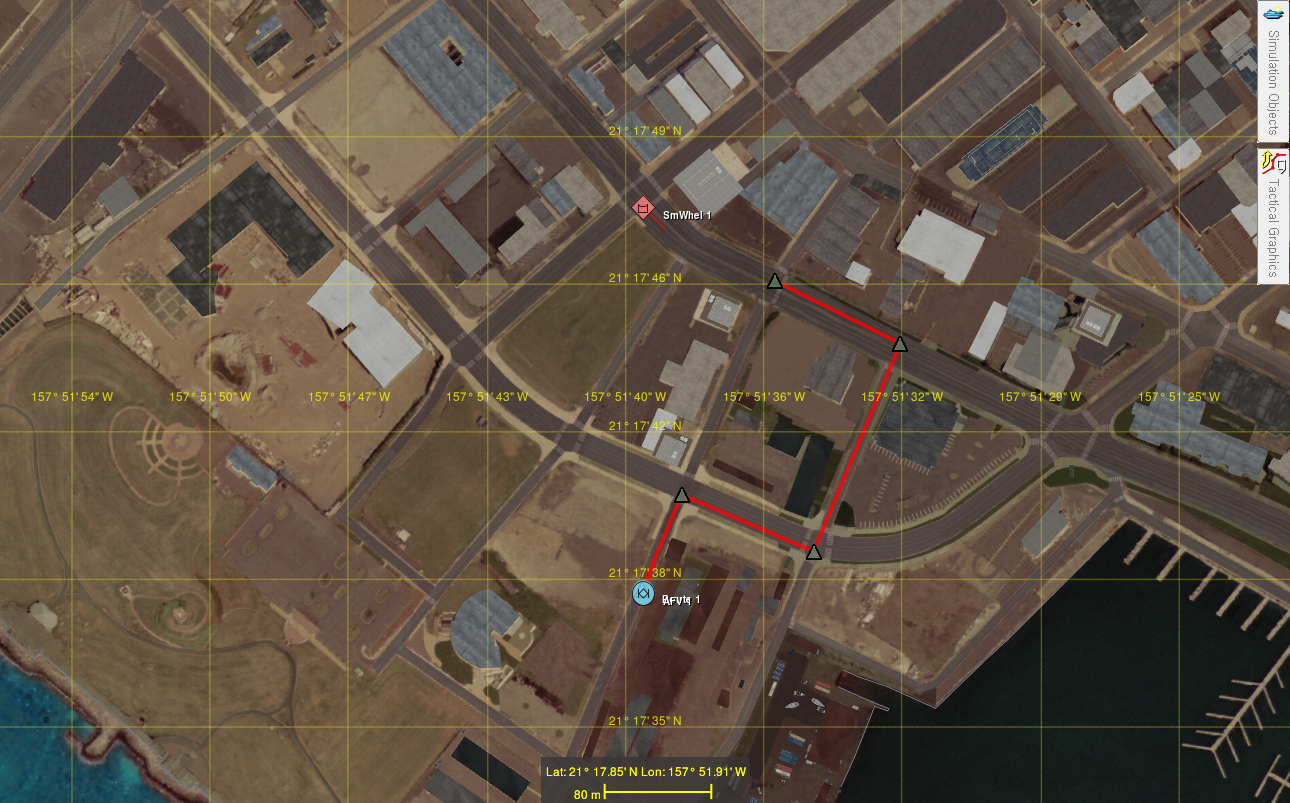 Simulation Objects
21° 17'49" N
Tactical Graphics
SmWhel 1
21° 17'46" N
157° 51'54" W
157° 51'50" W
157° 51'47" W
157° 51'43" W
157° 51'40" W
157° 51'36" W
157° 51'32" W
157° 51'29" W
157° 51'25" W
21° 17'42" N
21° 17'38" N
21° 17'35" N
Lat: 21° 17.85' N Lon: 157° 51.91' W
80 m